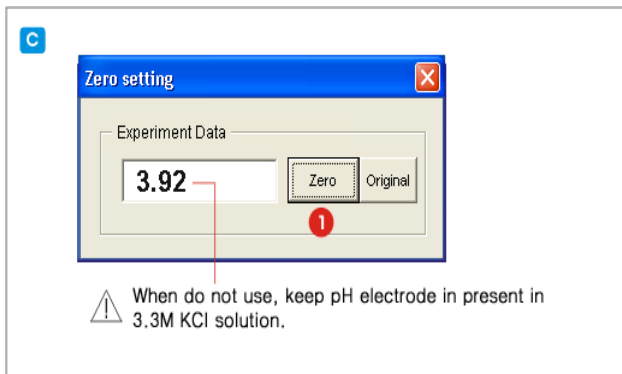 C
Zero setting
Experiment Data
3.92
Zero
Original
1
When do not use, keep pH electrode in present in
3.3M KCl solution.